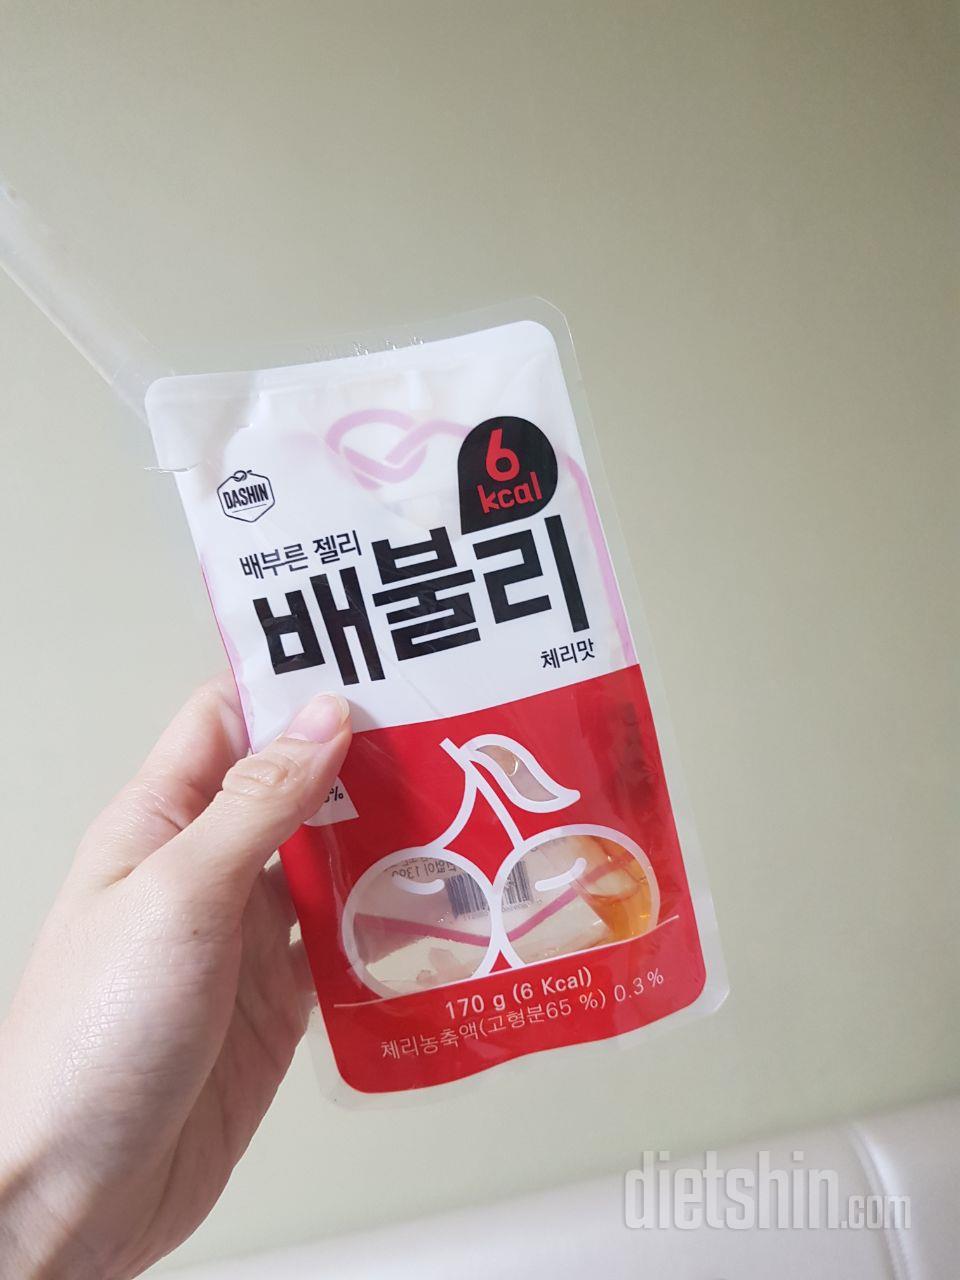 6
kcal
DASHIN
배부른 젤리
배불리
체리맛
170 g (6 Kcal)
체리농축액(고형분65 %) 0.3%
dietshin.com